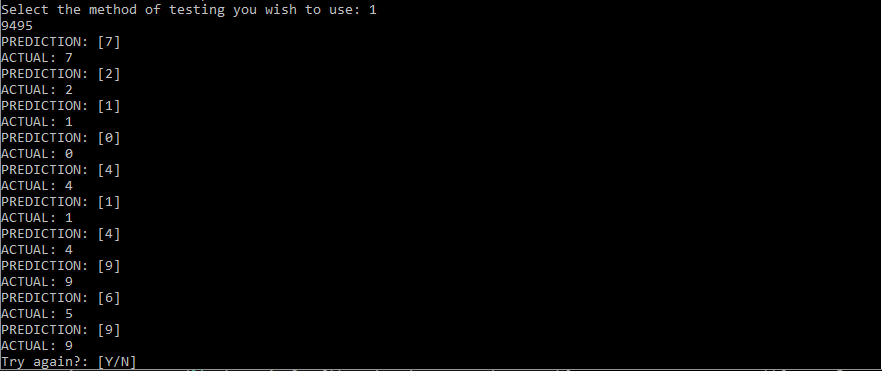 Select the method of testing you wish to use: 1
9495
PREDICTION: [7]
ACTUAL: 7
PREDICTION: [2]
ACTUAL: 2
PREDICTION: [1]
ACTUAL: 1
PREDICTION: [0]
ACTUAL: 0
PREDICTION: [4]
ACTUAL: 4
PREDICTION: [1]
ACTUAL: 1
PREDICTION: [4]
ACTUAL: 4
PREDICTION: [9]
ACTUAL: 9
PREDICTION: [6]
ACTUAL: 5
PREDICTION: [9]
ACTUAL: 9
Try again?: [Y/N]